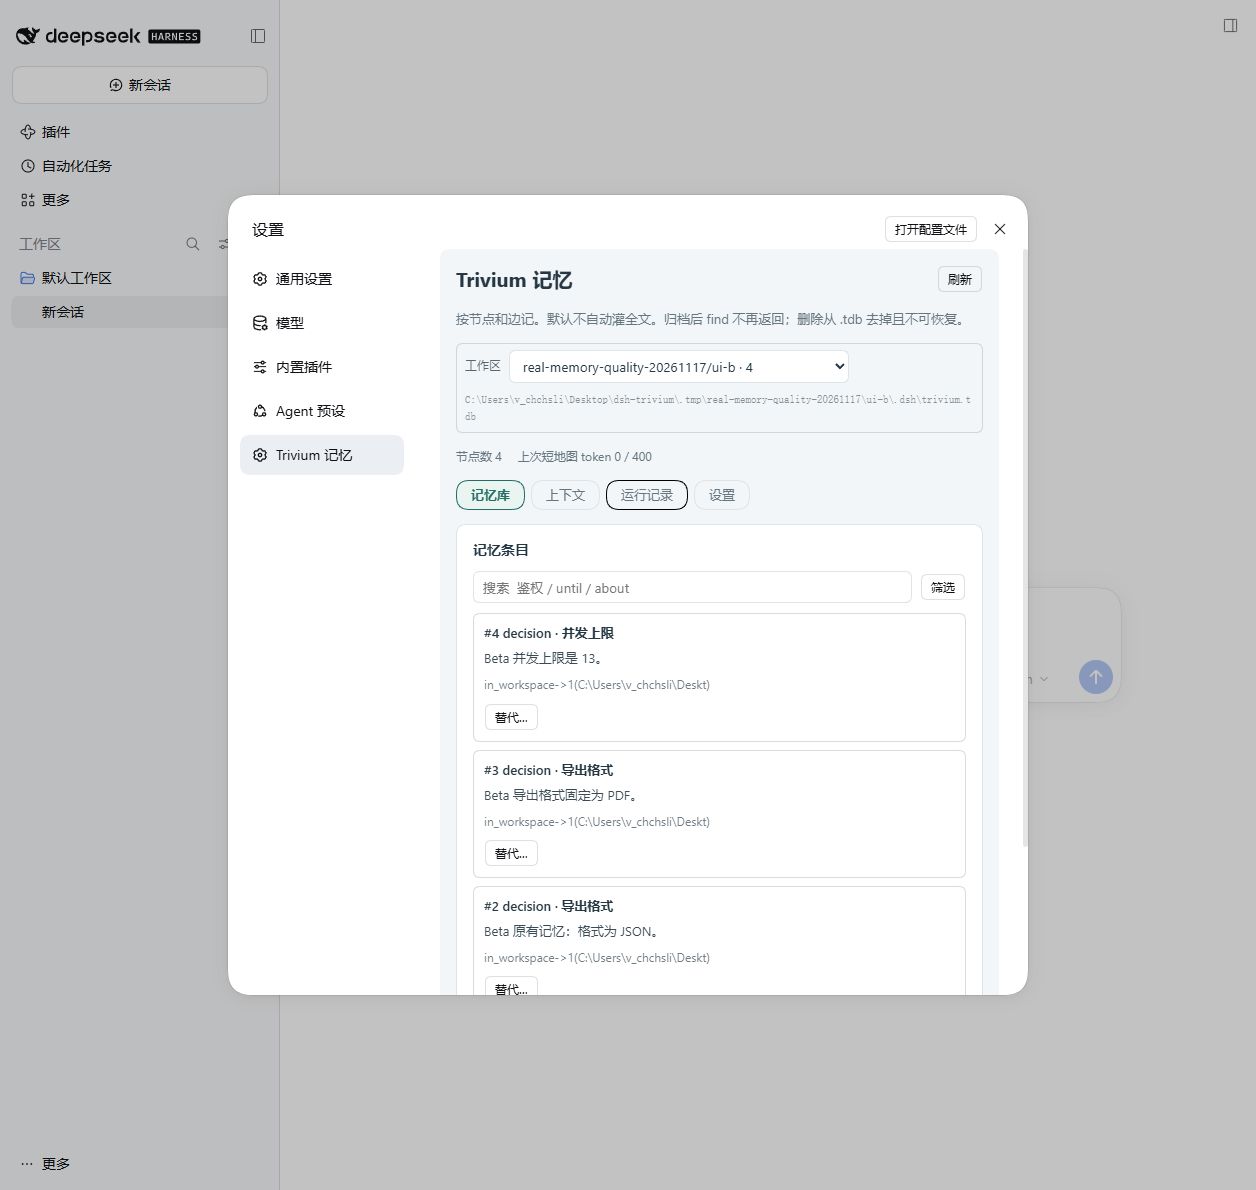 deepseek HARNESS
新会话
插件
自动化任务
更多
工作区
默认工作区
新会话
设置
打开配置文件
通用设置
模型
内置插件
Agent 预设
Trivium 记忆
Trivium 记忆
刷新
按节点和边记。默认不自动灌全文。归档后 find 不再返回；删除从 .tdb 去掉且不可恢复。
工作区 real-memory-quality-20261117/ui-b · 4
C:\Users\v_chchsli\Desktop\dsh-trivium\.tmp\real-memory-quality-20261117\ui-b\.dsh\trivium.t
db
节点数 4 上次短地图 token 0 / 400
记忆库 上下文 运行记录 设置
记忆条目
搜索 鉴权 / until / about 筛选
#4 decision · 并发上限
Beta 并发上限是 13。
in_workspace->1(C:\Users\v_chchsli\Deskt)
替代...
#3 decision · 导出格式
Beta 导出格式固定为 PDF。
in_workspace->1(C:\Users\v_chchsli\Deskt)
替代...
#2 decision · 导出格式
Beta 原有记忆：格式为 JSON。
in_workspace->1(C:\Users\v_chchsli\Deskt)
替代...
... 更多